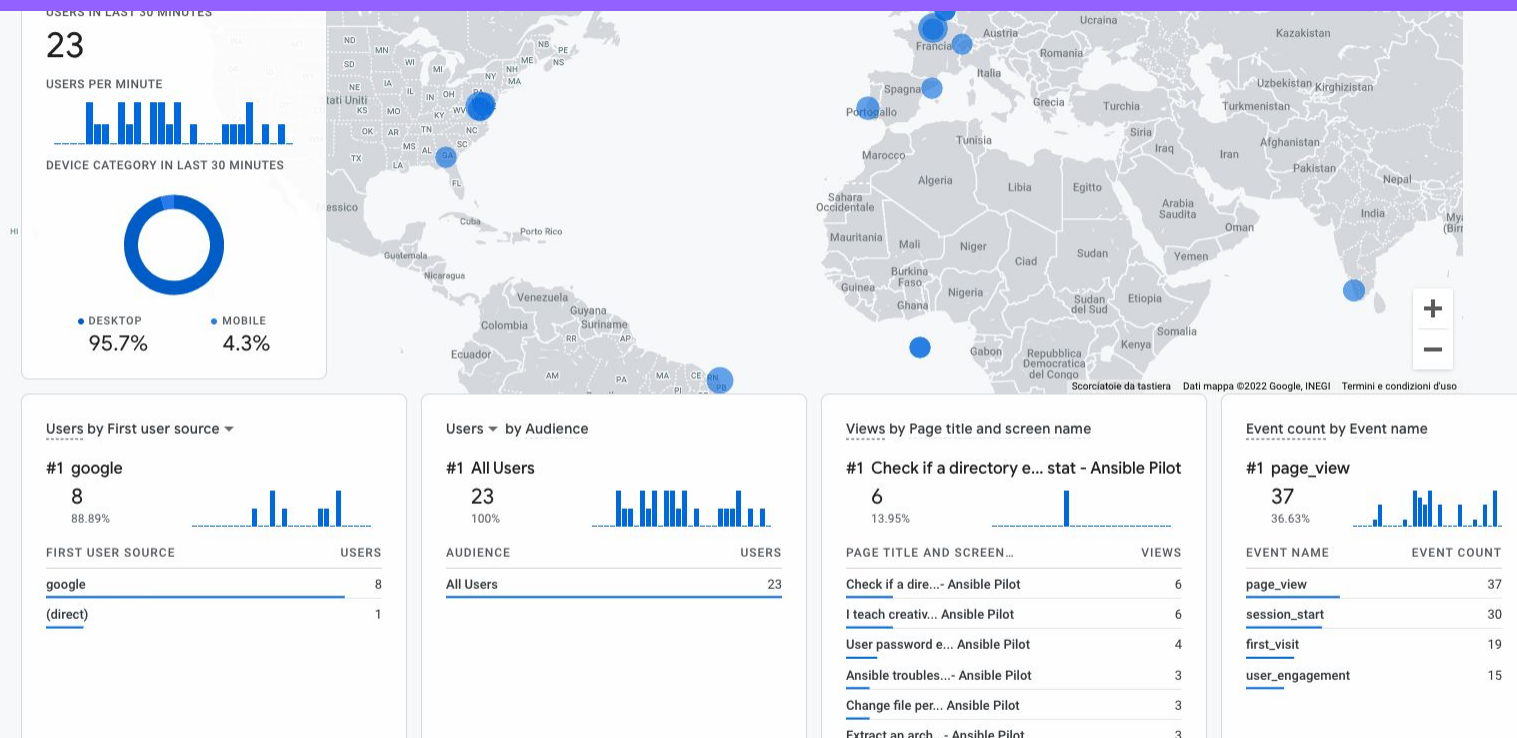 USERS IN LAST 30 MINUTES
23
USERS PER MINUTE
DEVICE CATEGORY IN LAST 30 MINUTES
DESKTOP
95.7%
MOBILE
4.3%
HI
ND
MN
SD
WI
MI
NB
PE
ME
NS
NH
NY
MA
NE
IA
IL
IN
OH
PA
tati Uniti
KS
MO
KY
WV
OK
AR
TN
NC
MS
AL
SC
GA
TX
LA
FL
essico
Cuba
Porto Rico
Guatemala
Nicaragua
Venezuela
Guyana
Suriname
Colombia
RR
AP
Ecuador
AM
PA
MA
CE
RN
PB
PI
Ucraina
Kazakistan
Austria
Francia
Romania
Italia
Spagna
Uzbekistan
Kirghizistan
Portogallo
Grecia
Turchia
Turkmenistan
Tunisia
Siria
Marocco
Iraq
Iran
Afghanistan
Pakistan
Algeria
Libia
Egitto
Nepal
Sahara
Occidentale
Arabia
Saudita
India
Mya
(Birn
Oman
Mauritania
Mali
Niger
Ciad
Sudan
Yemen
Burkina
Faso
Guinea
Nigeria
Ghana
Sudan
del Sud
Etiopia
Somalia
Gabon
Repubblica
Democratica
del Congo
Kenya
+
−
Scorciatoie da tastiera
Dati mappa ©2022 Google, INEGI
Termini e condizioni d'uso
Users by First user source
#1 google
8
88.89%
FIRST USER SOURCE USERS
google 8
(direct) 1
Users by Audience
#1 All Users
23
100%
AUDIENCE USERS
All Users 23
Views by Page title and screen name
#1 Check if a directory e... stat - Ansible Pilot
6
13.95%
PAGE TITLE AND SCREEN… VIEWS
Check if a dire...- Ansible Pilot 6
I teach creativ... Ansible Pilot 6
User password e... Ansible Pilot 4
Ansible troubles...- Ansible Pilot 3
Change file per... Ansible Pilot 3
Extract an arch...- Ansible Pilot 3
Event count by Event name
#1 page_view
37
36.63%
EVENT NAME EVENT COUNT
page_view 37
session_start 30
first_visit 19
user_engagement 15